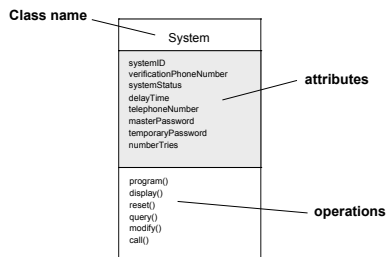 Class name
System
systemID
verificationPhoneNumber
systemStatus
delayTime
telephoneNumber
masterPassword
temporaryPassword
numberTries
attributes
program()
display()
reset()
query()
modify()
call()
operations